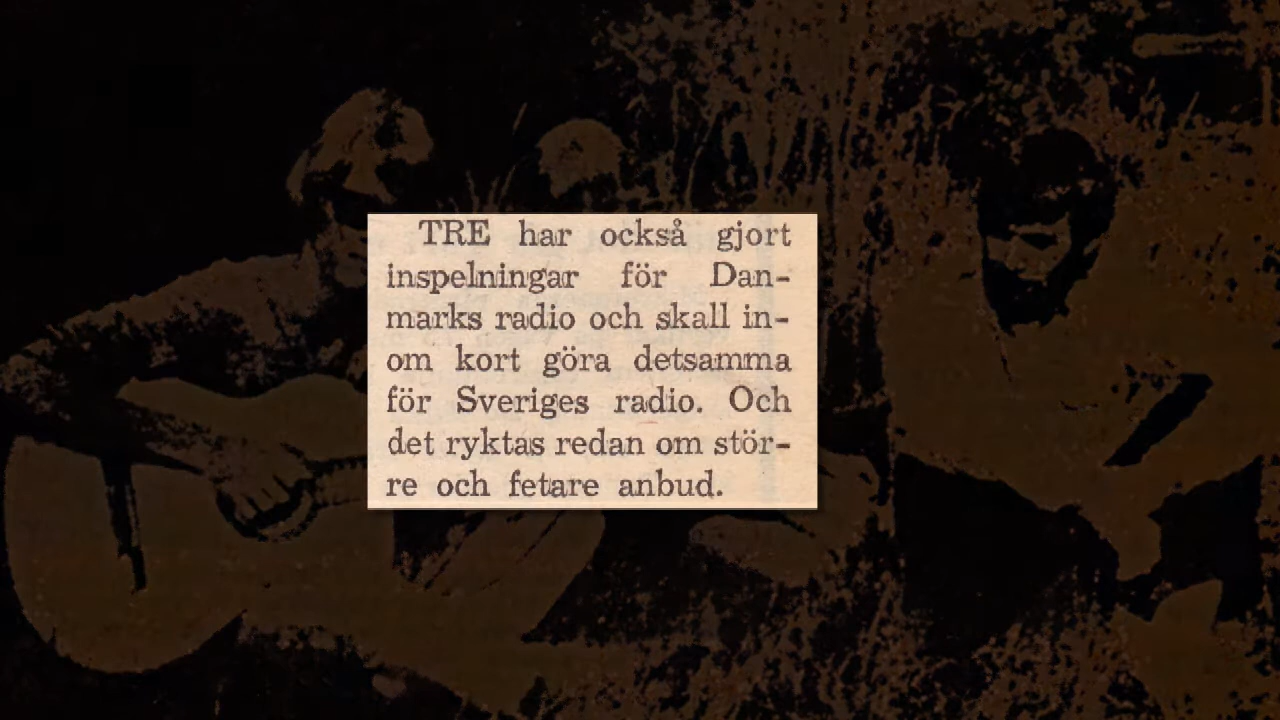 TRE har också gjort
inspelningar för Dan-
marks radio och skall in-
om kort göra detsamma
för Sveriges radio. Och
det ryktas redan om stör-
re och fetare anbud.